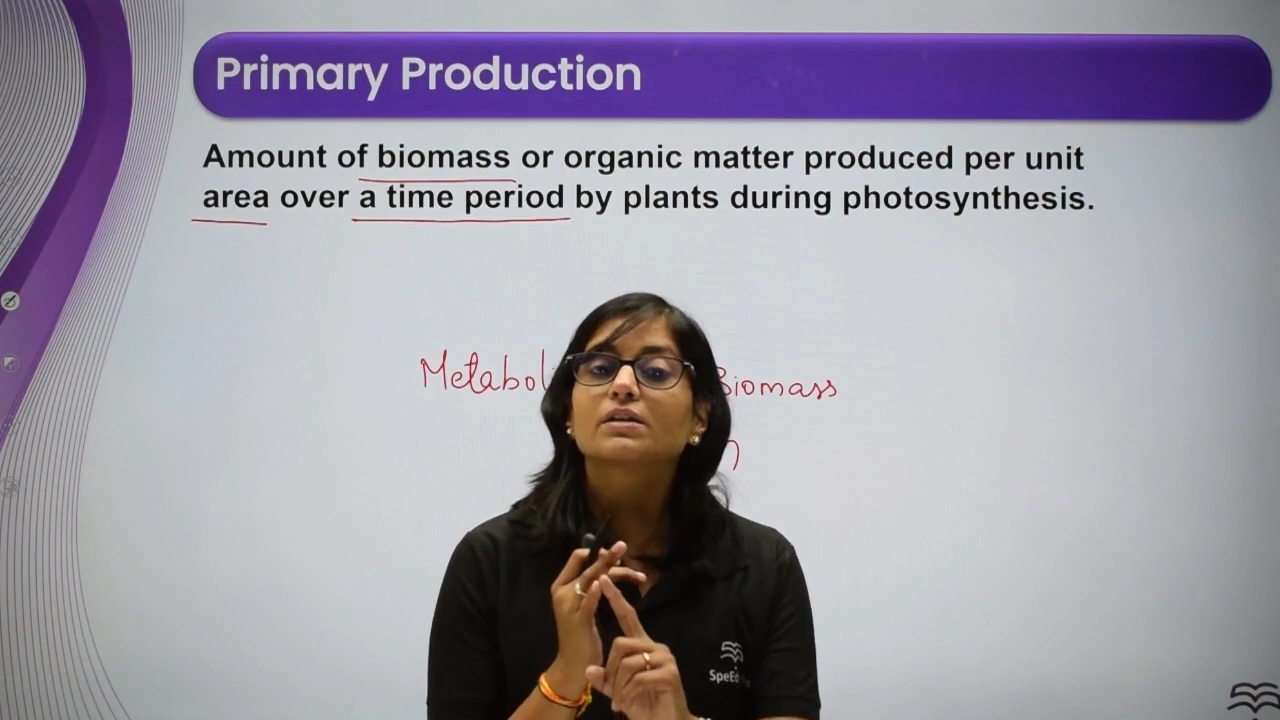 Primary Production
Amount of biomass or organic matter produced per unit
area over a time period by plants during photosynthesis.
Biomass